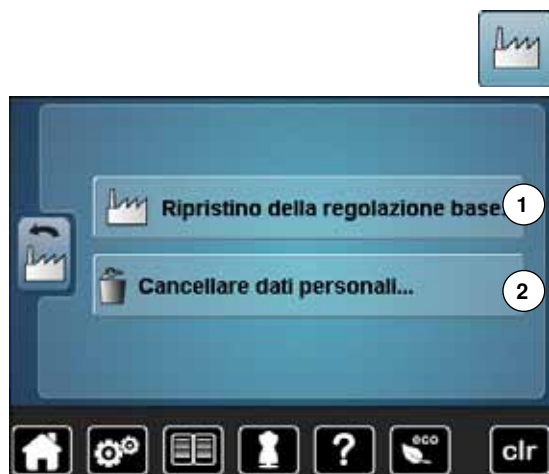 Ripristino della regolazione base.
1
Cancellare dati personali...
2
?
eco
clr